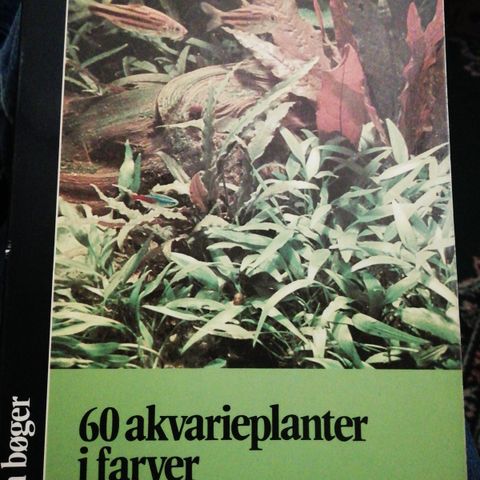 60 akvarieplanter
i farver
bøger